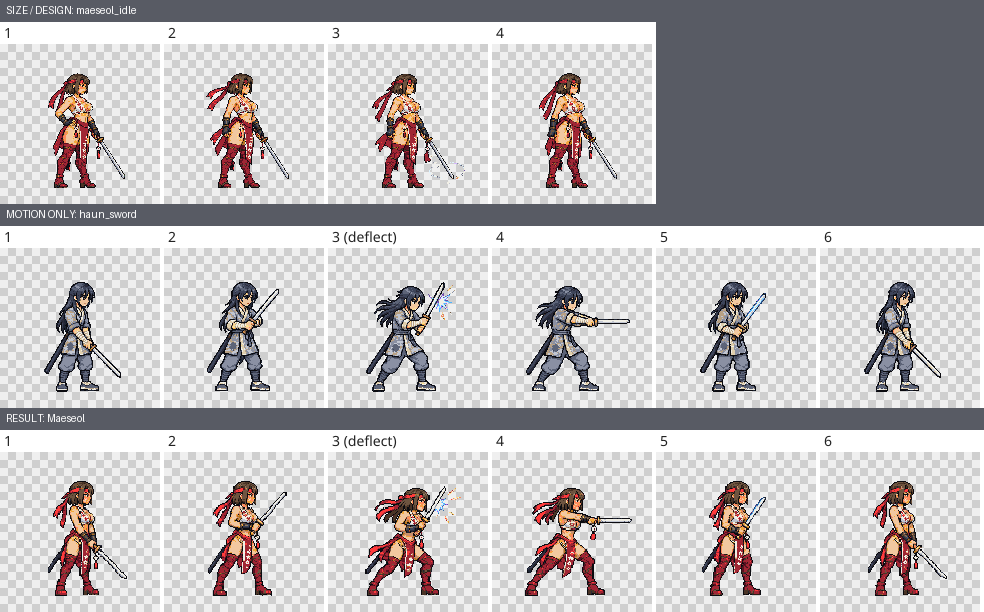 SIZE / DESIGN: maeseol_idle
1 2 3 4
MOTION ONLY: haun_sword
1 2 3 (deflect) 4 5 6
RESULT: Maeseol
1 2 3 (deflect) 4 5 6